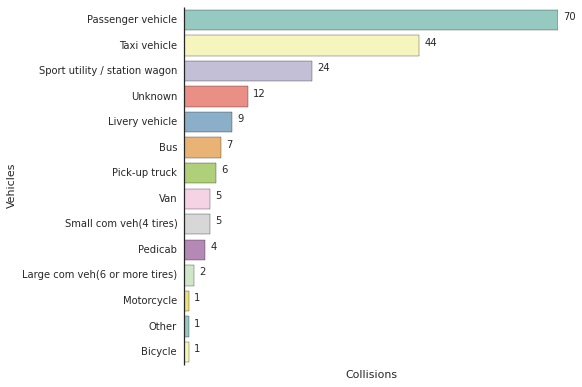 Passenger vehicle 70
Taxi vehicle 44
Sport utility / station wagon 24
Unknown 12
Livery vehicle 9
Bus 7
Pick-up truck 6
Van 5
Small com veh(4 tires) 5
Pedicab 4
Large com veh(6 or more tires) 2
Motorcycle 1
Other 1
Bicycle 1
Vehicles
Collisions